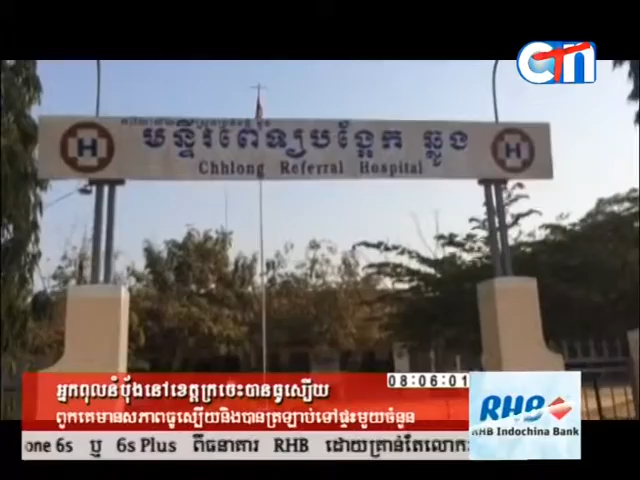 CTN
មន្ទីរពេទ្យបង្អែក ឆ្លូង
H
H
Chhlong Referral Hospital
08:06:01
អ្នកពុលនំប៉័ងនៅខេត្តក្រចេះបានធូរស្បើយ
ពួកគេមានសភាពធូរស្បើយនិងបានត្រឡប់ទៅផ្ទះមួយចំនួន
RHB
RHB Indochina Bank
one 6s ឬ 6s Plus ពីធនាគារ RHB ដោយគ្រាន់តែលោក